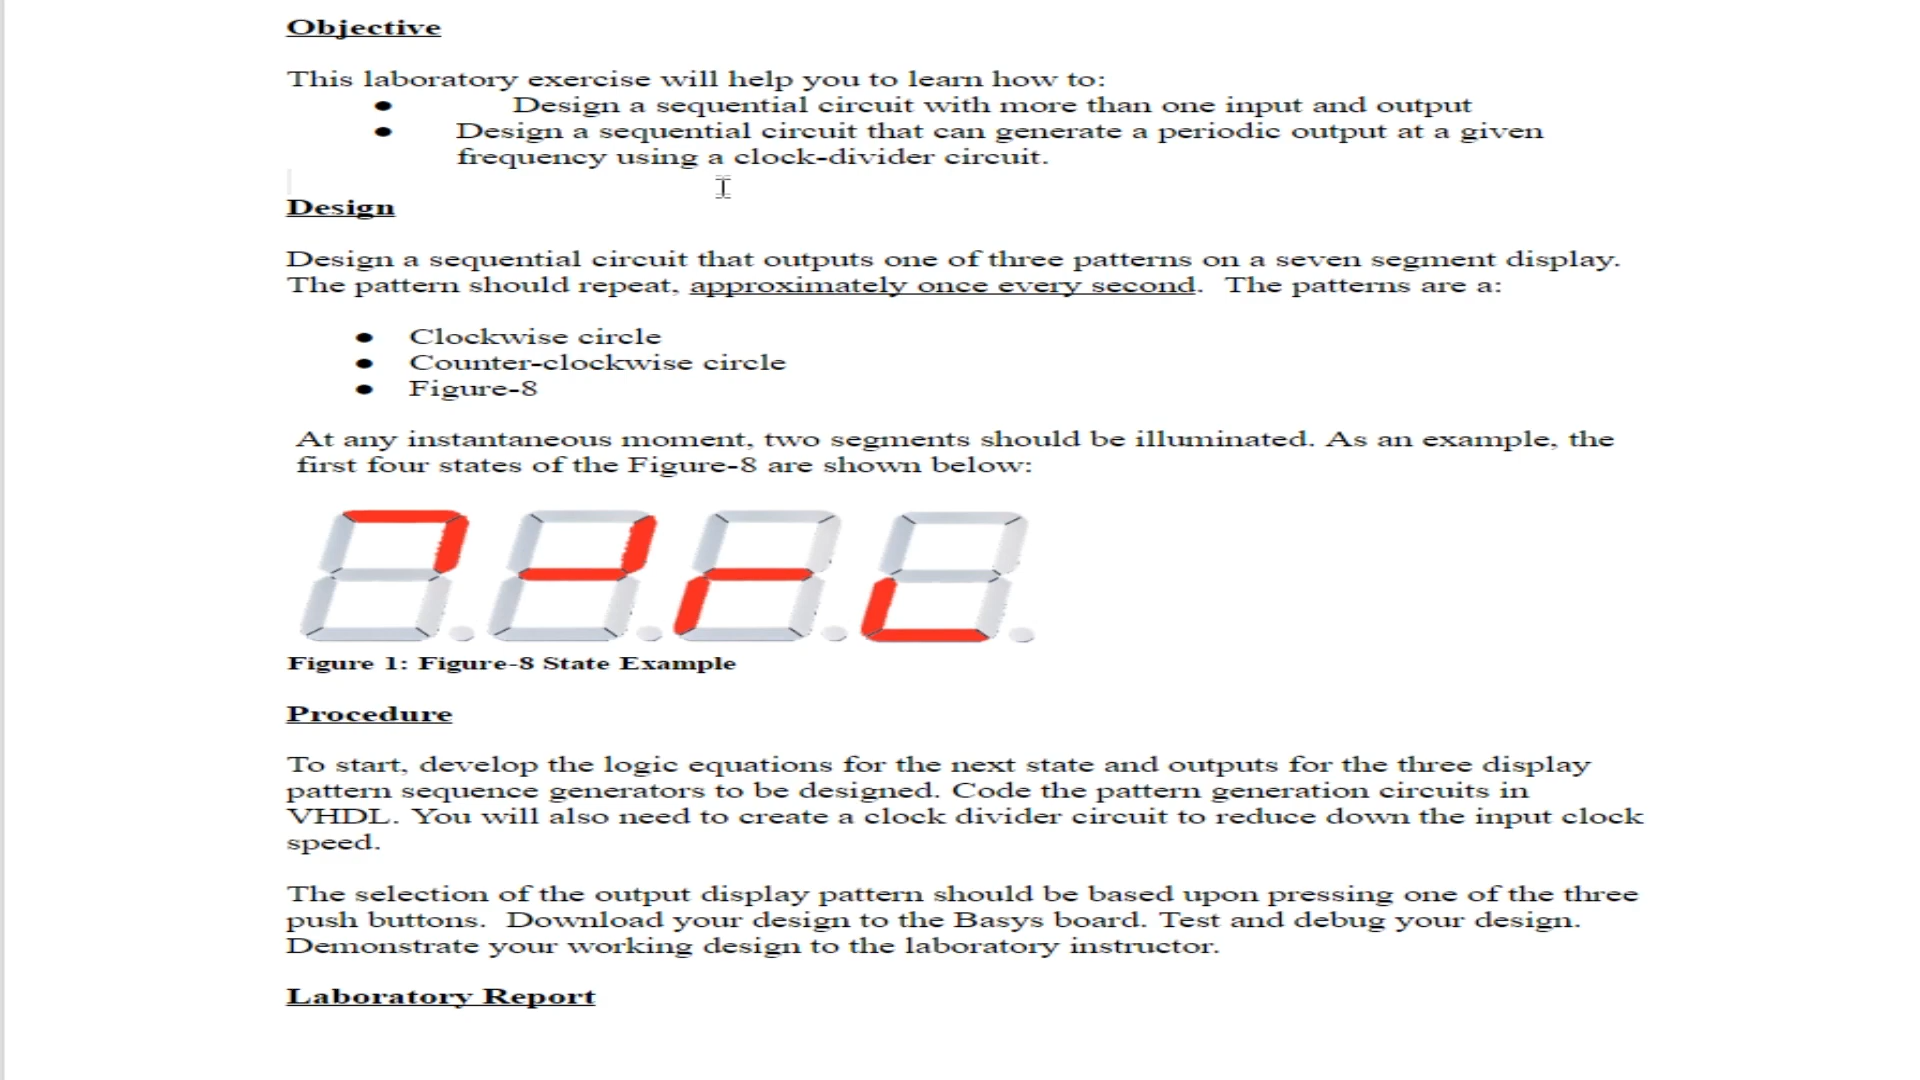 Objective
This laboratory exercise will help you to learn how to:
● Design a sequential circuit with more than one input and output
● Design a sequential circuit that can generate a periodic output at a given
frequency using a clock-divider circuit.
Design
Design a sequential circuit that outputs one of three patterns on a seven segment display.
The pattern should repeat, approximately once every second. The patterns are a:
● Clockwise circle
● Counter-clockwise circle
● Figure-8
At any instantaneous moment, two segments should be illuminated. As an example, the
first four states of the Figure-8 are shown below:
Figure 1: Figure-8 State Example
Procedure
To start, develop the logic equations for the next state and outputs for the three display
pattern sequence generators to be designed. Code the pattern generation circuits in
VHDL. You will also need to create a clock divider circuit to reduce down the input clock
speed.
The selection of the output display pattern should be based upon pressing one of the three
push buttons. Download your design to the Basys board. Test and debug your design.
Demonstrate your working design to the laboratory instructor.
Laboratory Report